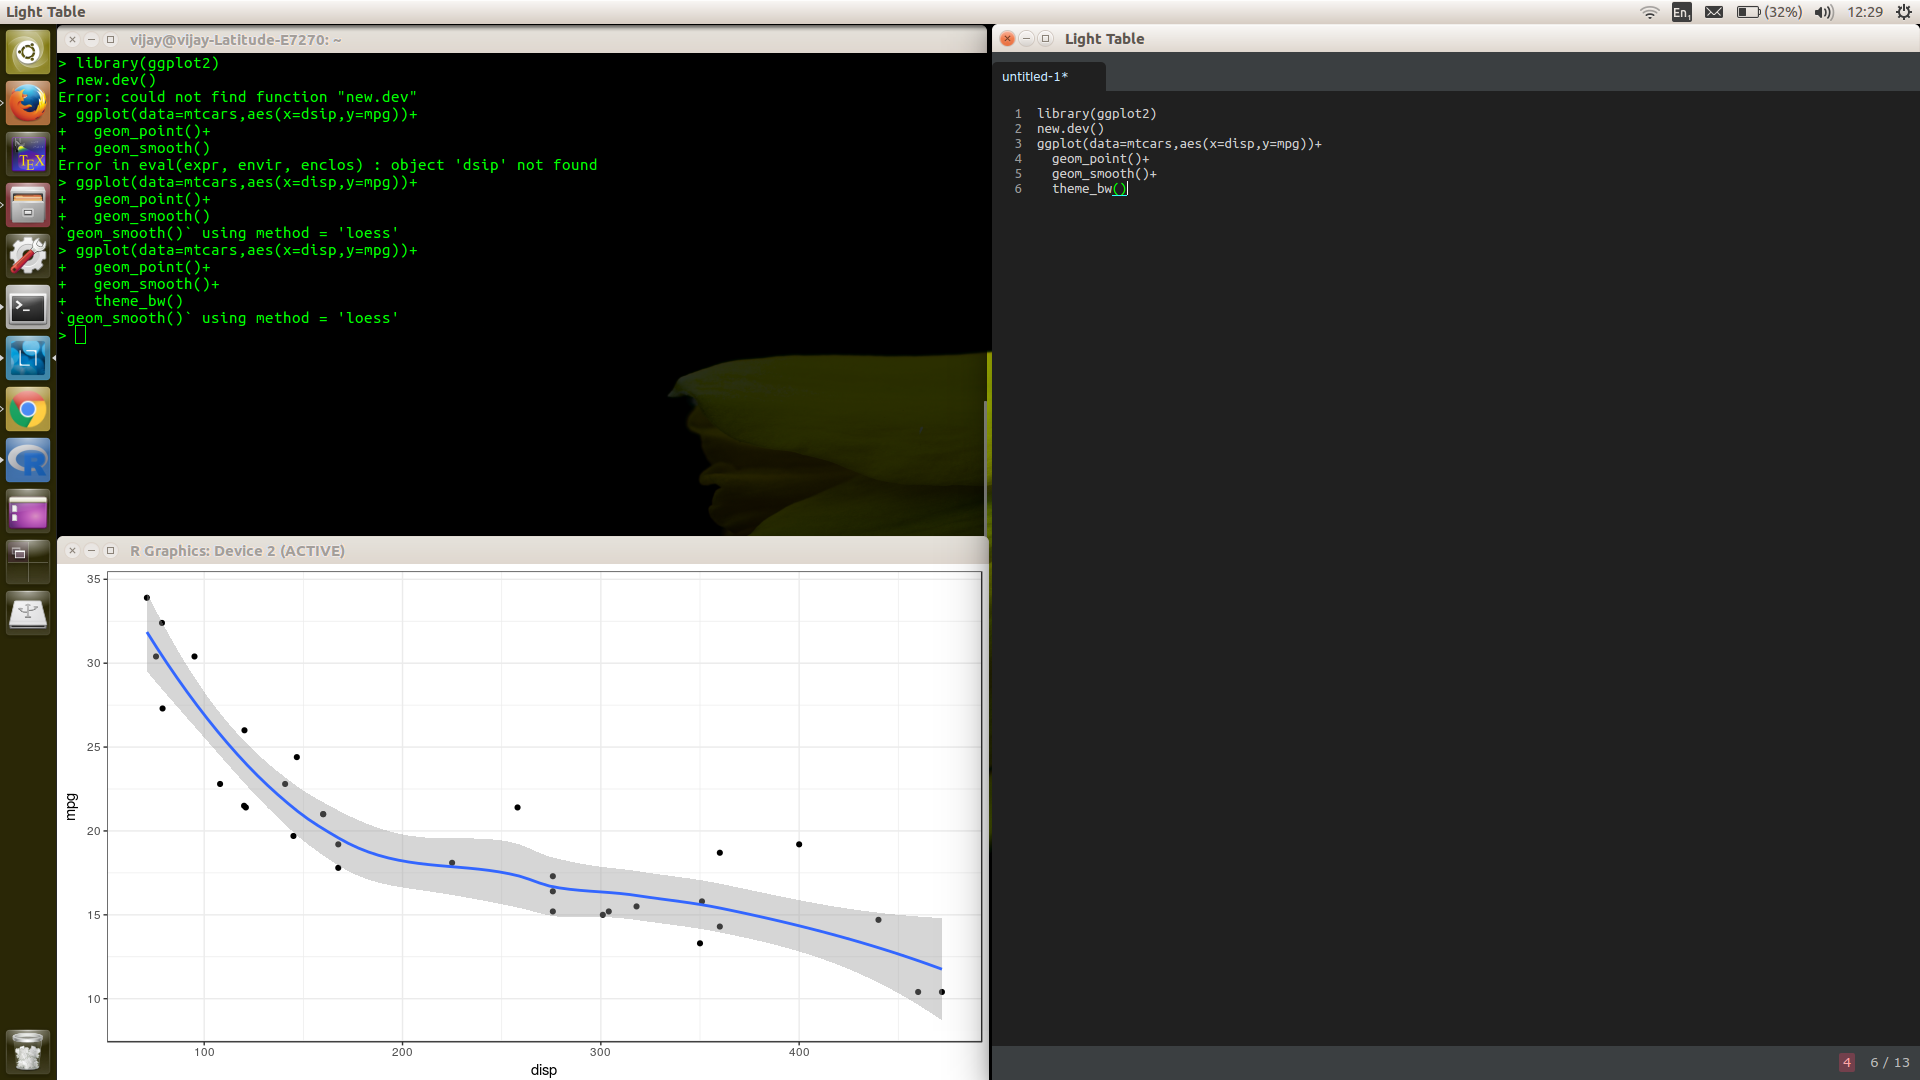 Light Table
En1
(32%)
12:29
vijay@vijay-Latitude-E7270: ~
> library(ggplot2)
> new.dev()
Error: could not find function "new.dev"
> ggplot(data=mtcars,aes(x=dsip,y=mpg))+
+   geom_point()+
+   geom_smooth()
Error in eval(expr, envir, enclos) : object 'dsip' not found
> ggplot(data=mtcars,aes(x=disp,y=mpg))+
+   geom_point()+
+   geom_smooth()
`geom_smooth()` using method = 'loess'
> ggplot(data=mtcars,aes(x=disp,y=mpg))+
+   geom_point()+
+   geom_smooth()+
+   theme_bw()
`geom_smooth()` using method = 'loess'
>
TEX
LT
R
R Graphics: Device 2 (ACTIVE)
35
30
25
20
15
10
mpg
100
200
300
400
disp
Light Table
untitled-1*
1 library(ggplot2)
2 new.dev()
3 ggplot(data=mtcars,aes(x=disp,y=mpg))+
4   geom_point()+
5   geom_smooth()+
6   theme_bw()
4
6 / 13